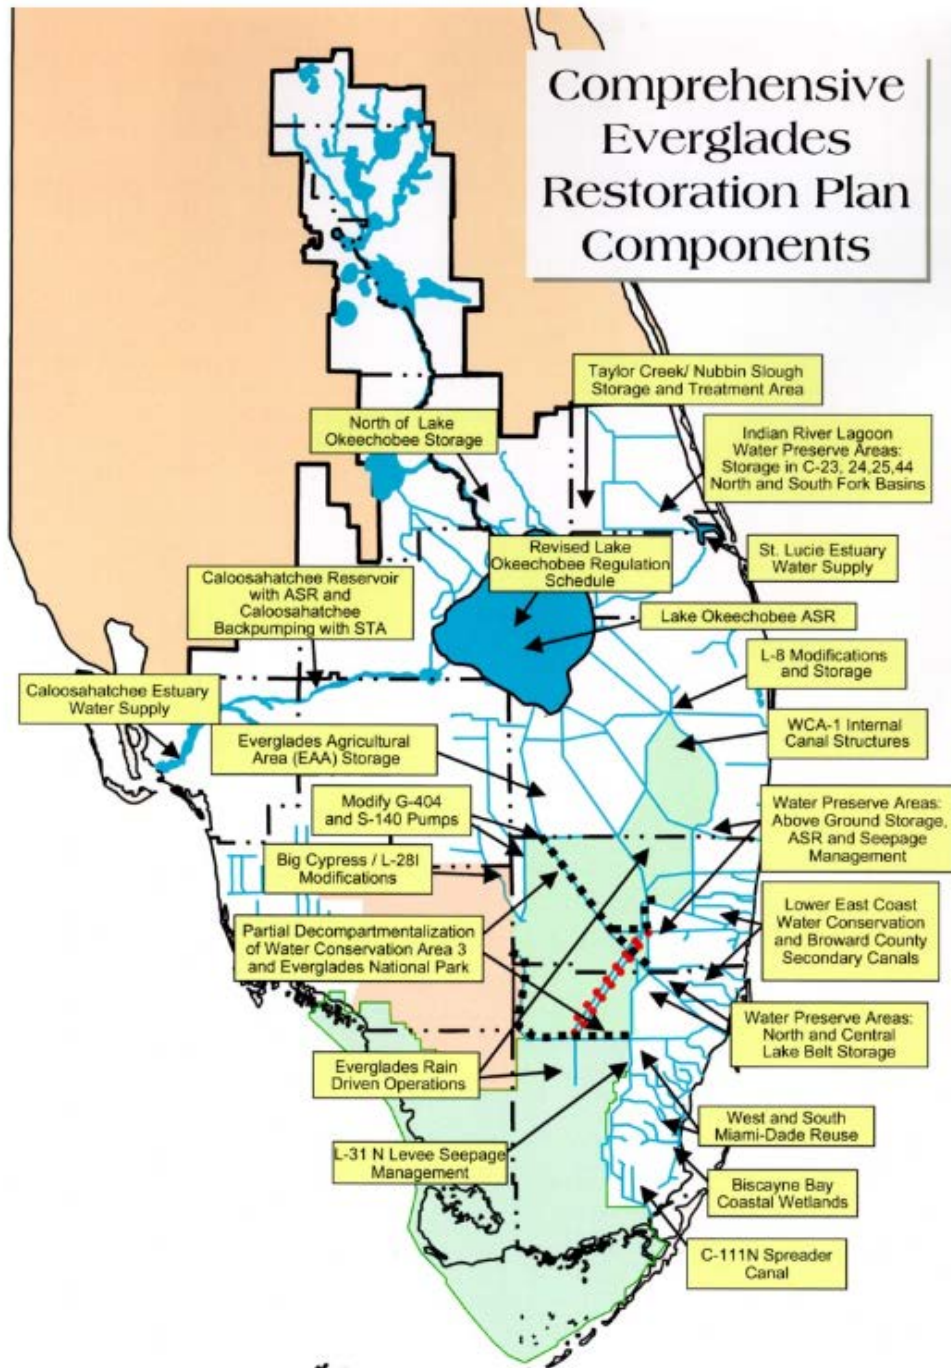 Comprehensive
Everglades
Restoration Plan
Components
Taylor Creek/ Nubbin Slough
Storage and Treatment Area
North of Lake
Okeechobee Storage
Indian River Lagoon
Water Preserve Areas:
Storage in C-23, 24,25,44
North and South Fork Basins
Revised Lake
Okeechobee Regulation
Schedule
St. Lucie Estuary
Water Supply
Caloosahatchee Reservoir
with ASR and
Caloosahatchee
Backpumping with STA
Lake Okeechobee ASR
L-8 Modifications
and Storage
Caloosahatchee Estuary
Water Supply
WCA-1 Internal
Canal Structures
Everglades Agricultural
Area (EAA) Storage
Modify G-404
and S-140 Pumps
Water Preserve Areas:
Above Ground Storage,
ASR and Seepage
Management
Big Cypress / L-28I
Modifications
Lower East Coast
Water Conservation
and Broward County
Secondary Canals
Partial Decompartmentalization
of Water Conservation Area 3
and Everglades National Park
Water Preserve Areas:
North and Central
Lake Belt Storage
Everglades Rain
Driven Operations
West and South
Miami-Dade Reuse
L-31 N Levee Seepage
Management
Biscayne Bay
Coastal Wetlands
C-111N Spreader
Canal